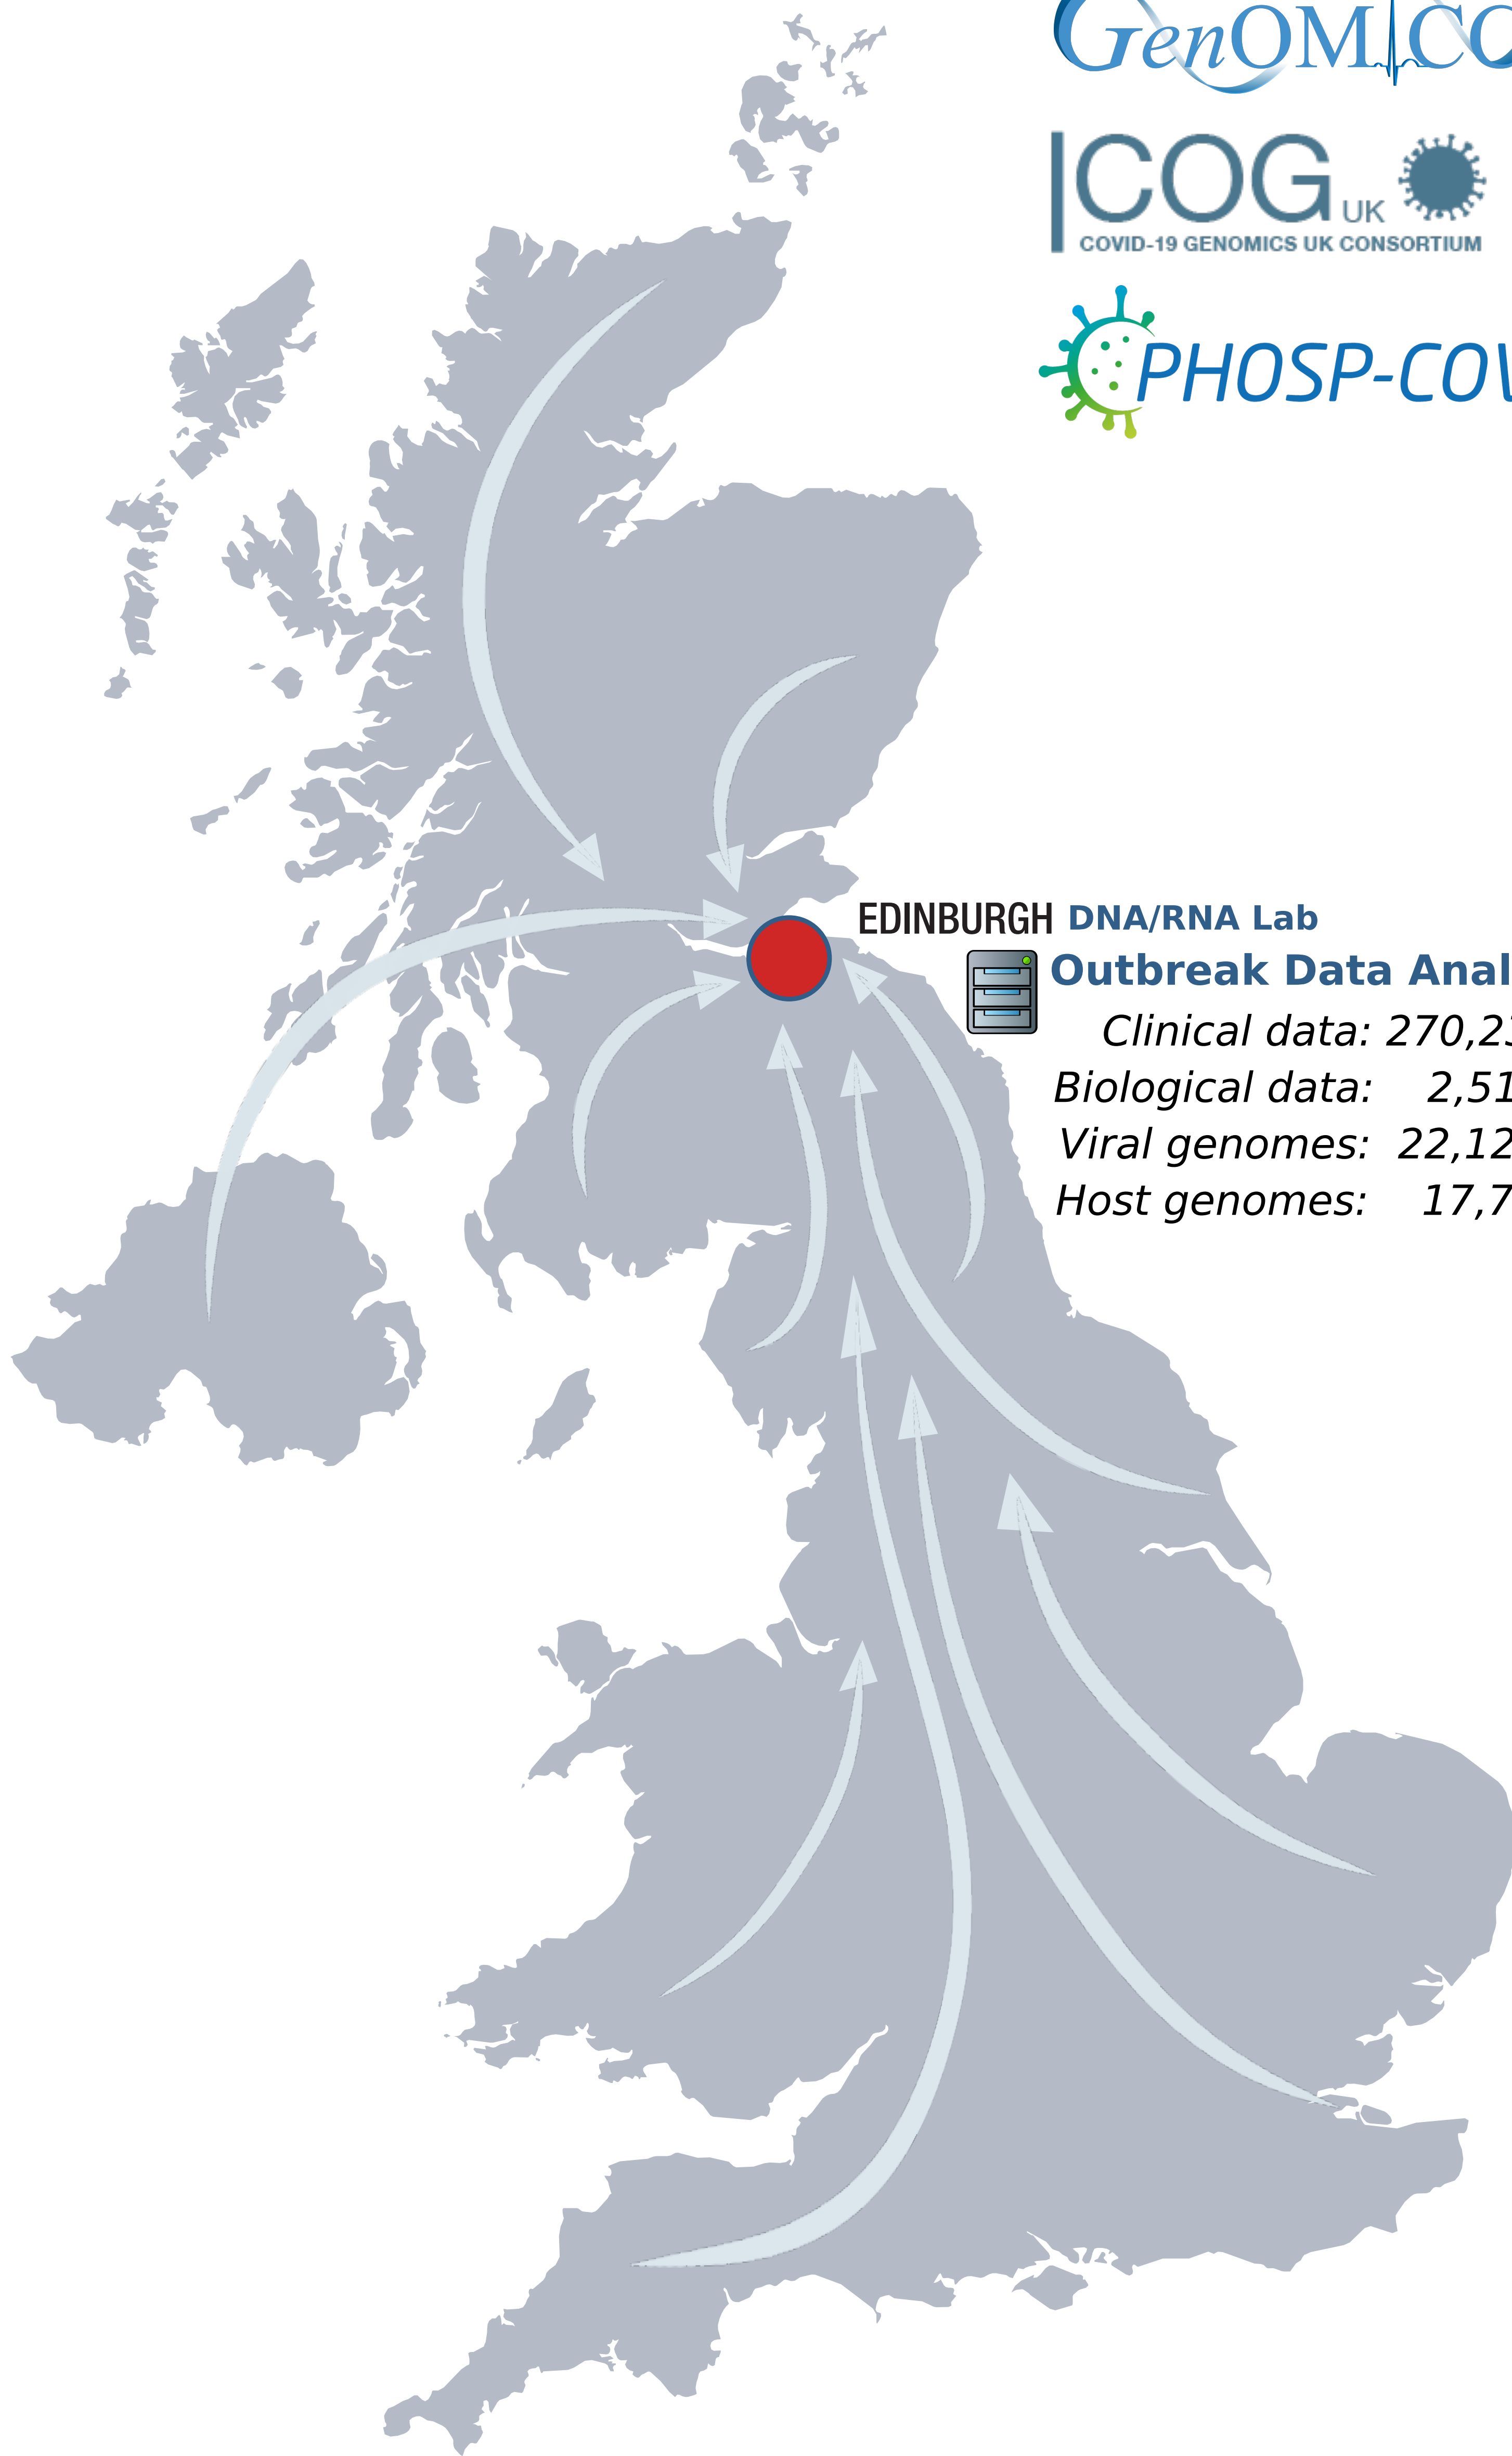 GenOMICC
COG UK
COVID-19 GENOMICS UK CONSORTIUM
PHOSP-COV
EDINBURGH DNA/RNA Lab
Outbreak Data Anal
Clinical data: 270,23
Biological data: 2,51
Viral genomes: 22,12
Host genomes: 17,7